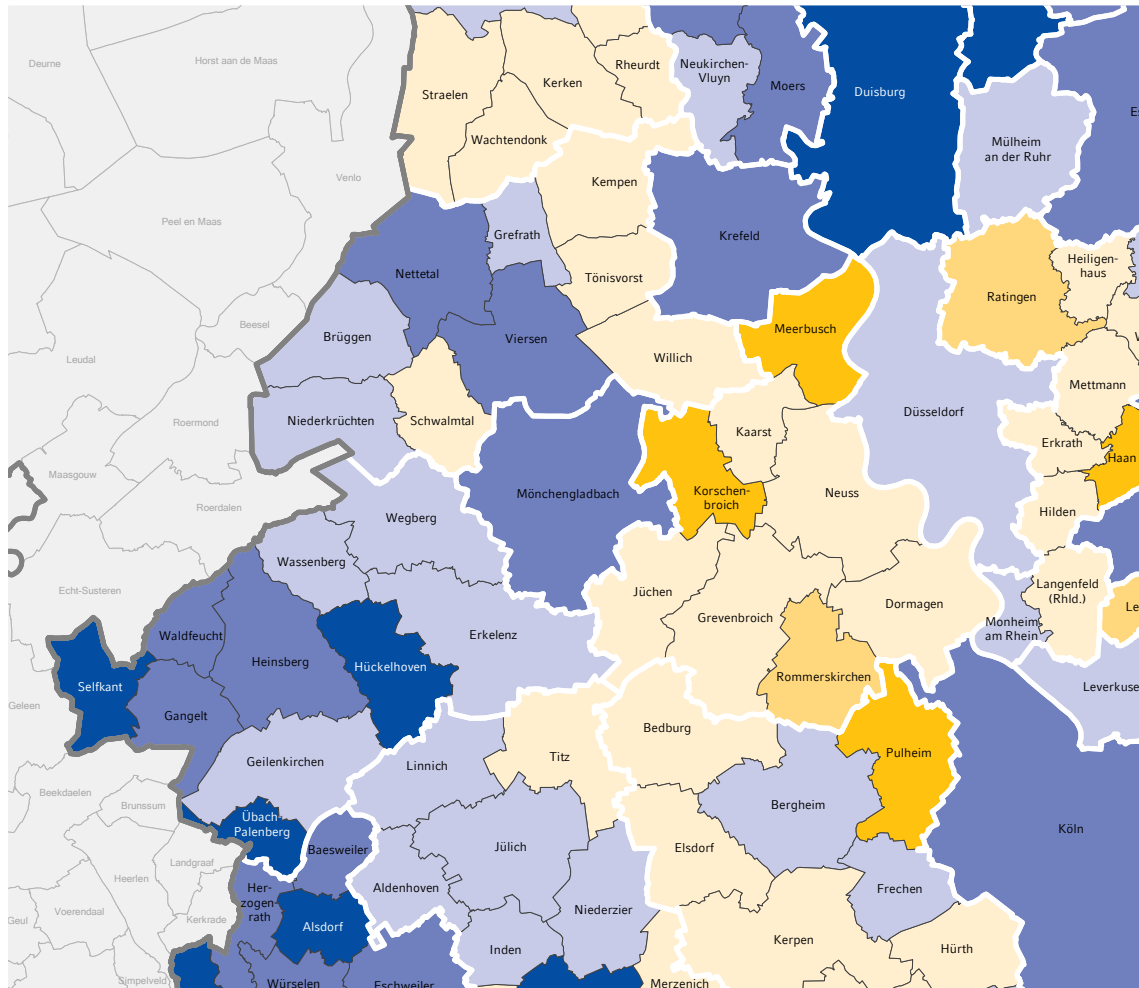 Deurne
Horst aan de Maas
Straelen
Kerken
Rheurdt
Neukirchen-
Vluyn
Moers
Duisburg
Wachtendonk
Mülheim
an der Ruhr
Venlo
Kempen
Peel en Maas
Grefrath
Krefeld
Nettetal
Tönisvorst
Heiligen-
haus
Ratingen
Beesel
Brüggen
Viersen
Meerbusch
Leudal
Willich
Mettmann
Düsseldorf
Roermond
Niederkrüchten
Schwalmtal
Kaarst
Erkrath
Haan
Maasgouw
Mönchengladbach
Korschen-
broich
Neuss
Roerdalen
Wegberg
Hilden
Wassenberg
Echt-Susteren
Jüchen
Dormagen
Langenfeld
(Rhld.)
Le
Grevenbroich
Monheim
am Rhein
Waldfeucht
Erkelenz
Heinsberg
Hückelhoven
Rommerskirchen
Selfkant
Leverkuse
Geleen
Gangelt
Bedburg
Pulheim
Geilenkirchen
Linnich
Titz
Beekdaelen
Brunssum
Bergheim
Übach-
Palenberg
Köln
Baesweiler
Jülich
Elsdorf
Landgraaf
Heerlen
Her-
zogen-
rath
Aldenhoven
Frechen
Voerendaal
Geul
Kerkrade
Alsdorf
Niederzier
Kerpen
Hürth
Inden
Simpelveld
Würselen
Eschweiler
Merzenich